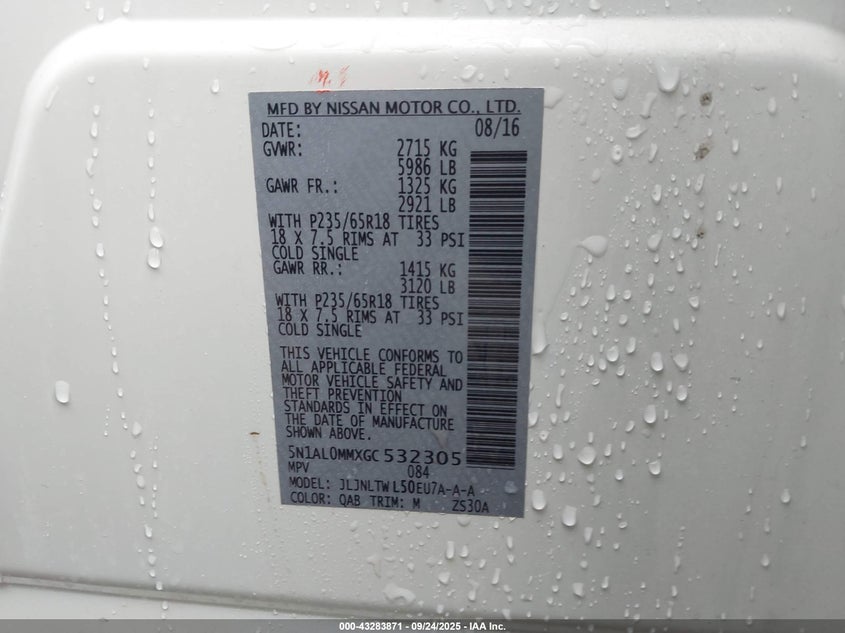 MFD BY NISSAN MOTOR CO., LTD.
DATE: 08/16
GVWR: 2715 KG
5986 LB
GAWR FR.: 1325 KG
2921 LB
WITH P235/65R18 TIRES
18 X 7.5 RIMS AT 33 PSI
COLD SINGLE
GAWR RR.: 1415 KG
3120 LB
WITH P235/65R18 TIRES
18 X 7.5 RIMS AT 33 PSI
COLD SINGLE
THIS VEHICLE CONFORMS TO
ALL APPLICABLE FEDERAL
MOTOR VEHICLE SAFETY AND
THEFT PREVENTION
STANDARDS IN EFFECT ON
THE DATE OF MANUFACTURE
SHOWN ABOVE.
5N1AL0MMXGC532305
MPV 084
MODEL: JLJNLTWL50EU7A-A-A
COLOR: QAB TRIM: M ZS30A
000-43283871 - 09/24/2025 - IAA Inc.